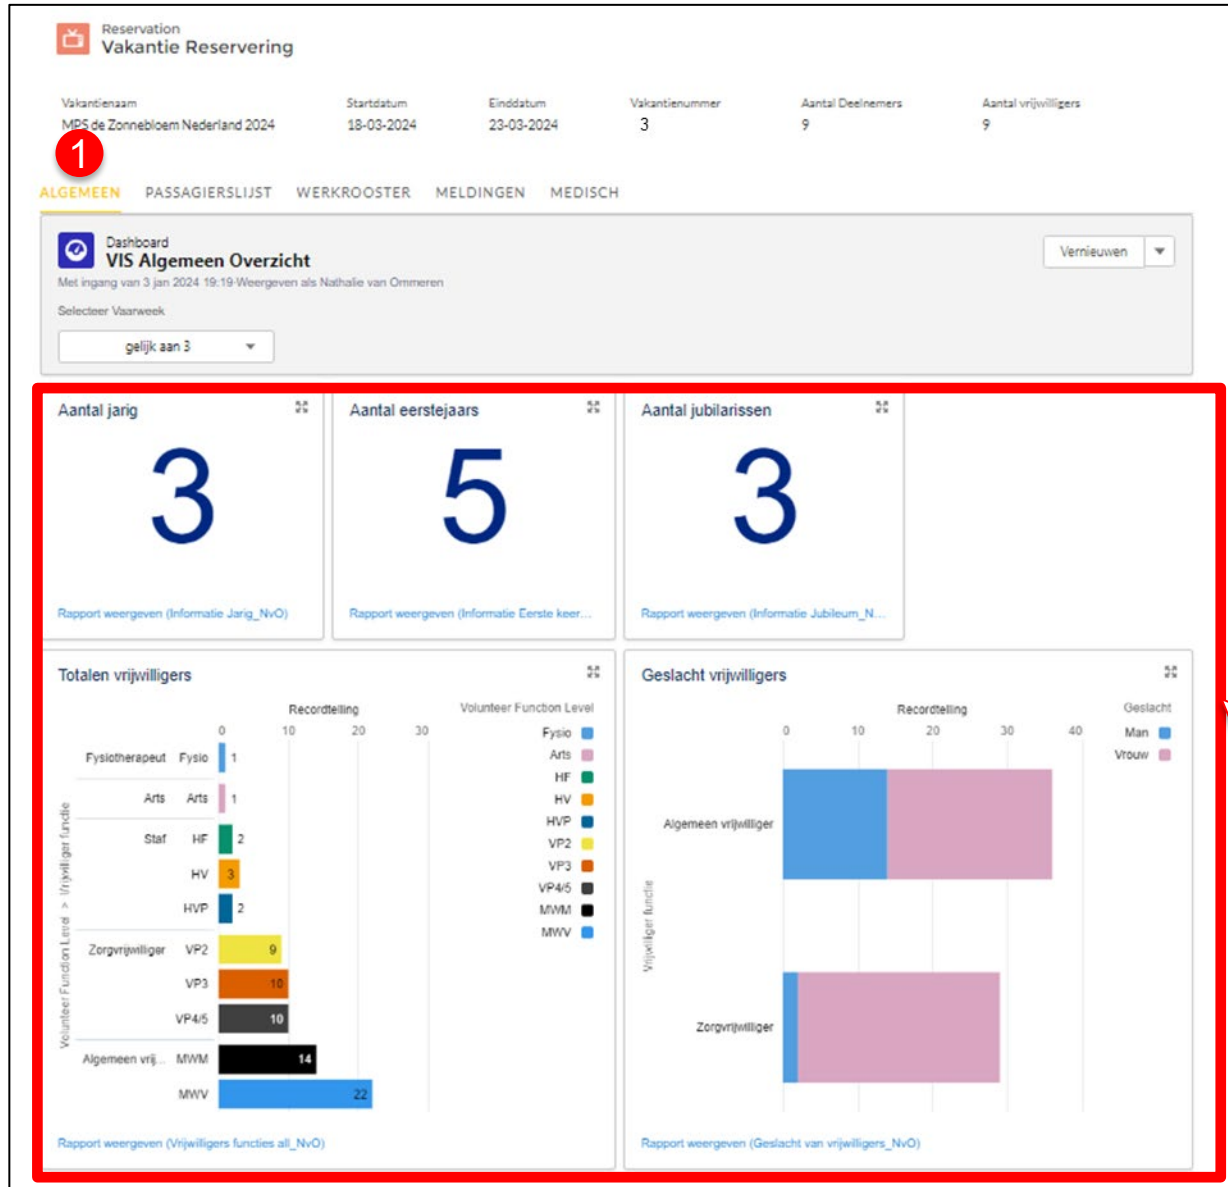 Reservation
Vakantie Reservering
Vakantienaam Startdatum Einddatum Vakantienummer Aantal Deelnemers Aantal vrijwilligers
MPS de Zonnebloem Nederland 2024 18-03-2024 23-03-2024 3 9 9
1
ALGEMEEN PASSAGIERSLIJST WERKROOSTER MELDINGEN MEDISCH
Dashboard
VIS Algemeen Overzicht
Vernieuwen
Met ingang van 3 jan 2024 19:19·Weergeven als Nathalie van Ommeren
Selecteer Vaarweek
gelijk aan 3
Aantal jarig
3
Rapport weergeven (Informatie Jarig_NvO)
Aantal eerstejaars
5
Rapport weergeven (Informatie Eerste keer...
Aantal jubilarissen
3
Rapport weergeven (Informatie Jubileum_N...
Totalen vrijwilligers
Recordtelling
0 10 20 30
Volunteer Function Level > Vrijwilliger functie
Fysiotherapeut Fysio 1
Arts Arts 1
Staf HF 2
HV 3
HVP 2
Zorgvrijwilliger VP2 9
VP3 10
VP4/5 10
Algemeen vrij... MWM 14
MWV 22
Volunteer Function Level
Fysio
Arts
HF
HV
HVP
VP2
VP3
VP4/5
MWM
MWV
Rapport weergeven (Vrijwilligers functies all_NvO)
Geslacht vrijwilligers
Recordtelling
0 10 20 30 40
Vrijwilliger functie
Algemeen vrijwilliger
Zorgvrijwilliger
Geslacht
Man
Vrouw
Rapport weergeven (Geslacht van vrijwilligers_NvO)